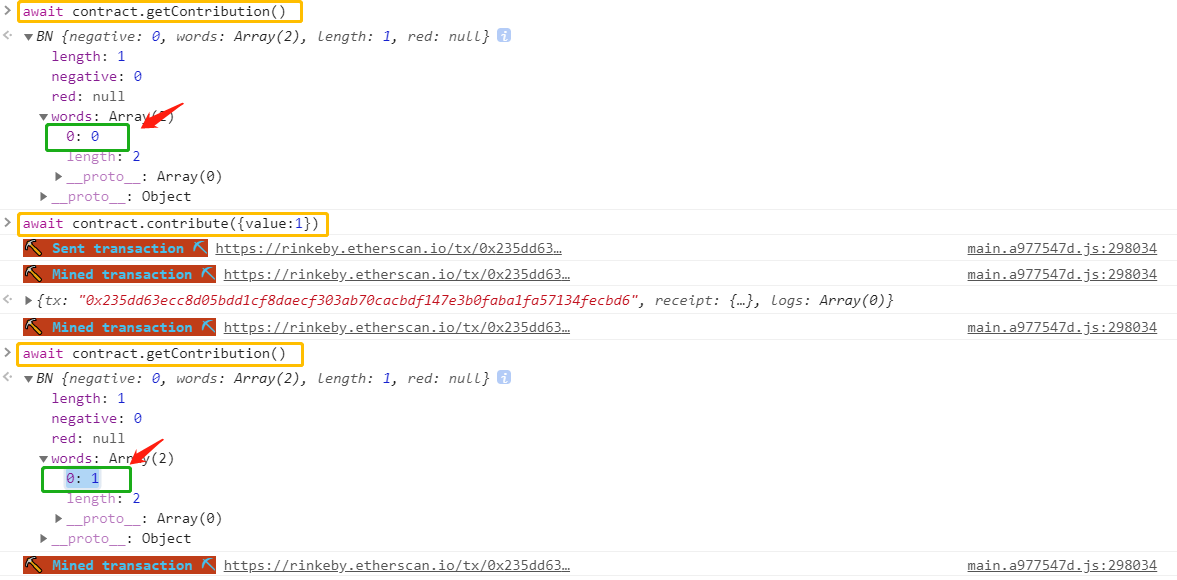 > await contract.getContribution()
<· ▼BN {negative: 0, words: Array(2), length: 1, red: null} i
length: 1
negative: 0
red: null
▼words: Array(2)
0: 0
length: 2
▶__proto__: Array(0)
▶__proto__: Object
> await contract.contribute({value:1})
⛏ Sent transaction ⛏ https://rinkeby.etherscan.io/tx/0x235dd63… main.a977547d.js:298034
⛏ Mined transaction ⛏ https://rinkeby.etherscan.io/tx/0x235dd63… main.a977547d.js:298034
<· ▶{tx: "0x235dd63ecc8d05bdd1cf8daecf303ab70cacbdf147e3b0faba1fa57134fecbd6", receipt: {…}, logs: Array(0)}
⛏ Mined transaction ⛏ https://rinkeby.etherscan.io/tx/0x235dd63… main.a977547d.js:298034
> await contract.getContribution()
<· ▼BN {negative: 0, words: Array(2), length: 1, red: null} i
length: 1
negative: 0
red: null
▼words: Array(2)
0: 1
length: 2
▶__proto__: Array(0)
▶__proto__: Object
⛏ Mined transaction ⛏ https://rinkeby.etherscan.io/tx/0x235dd63… main.a977547d.js:298034